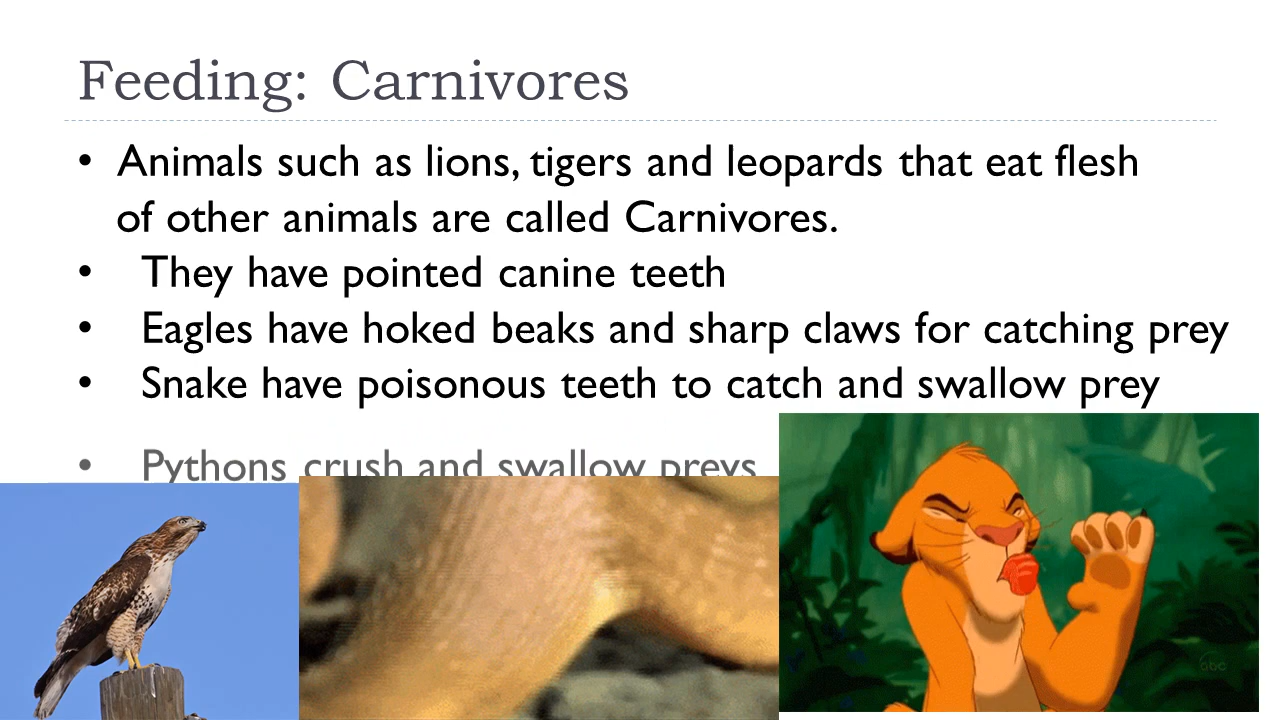 Feeding: Carnivores
• Animals such as lions, tigers and leopards that eat flesh
of other animals are called Carnivores.
• They have pointed canine teeth
• Eagles have hoked beaks and sharp claws for catching prey
• Snake have poisonous teeth to catch and swallow prey
• Pythons crush and swallow preys
abc